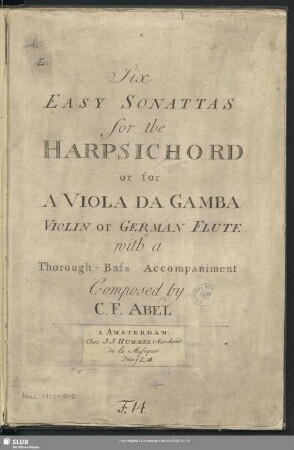 Six
EASY SONATTAS
for the
HARPSICHORD
or for
A VIOLA DA GAMBA
VIOLIN or GERMAN FLUTE
with a
Thorough-Bass Accompaniment
Composed by
C. F. ABEL
A AMSTERDAM
Chez J. J. HUMMEL, Marchand
de la Musique
F. 14.
SLUB